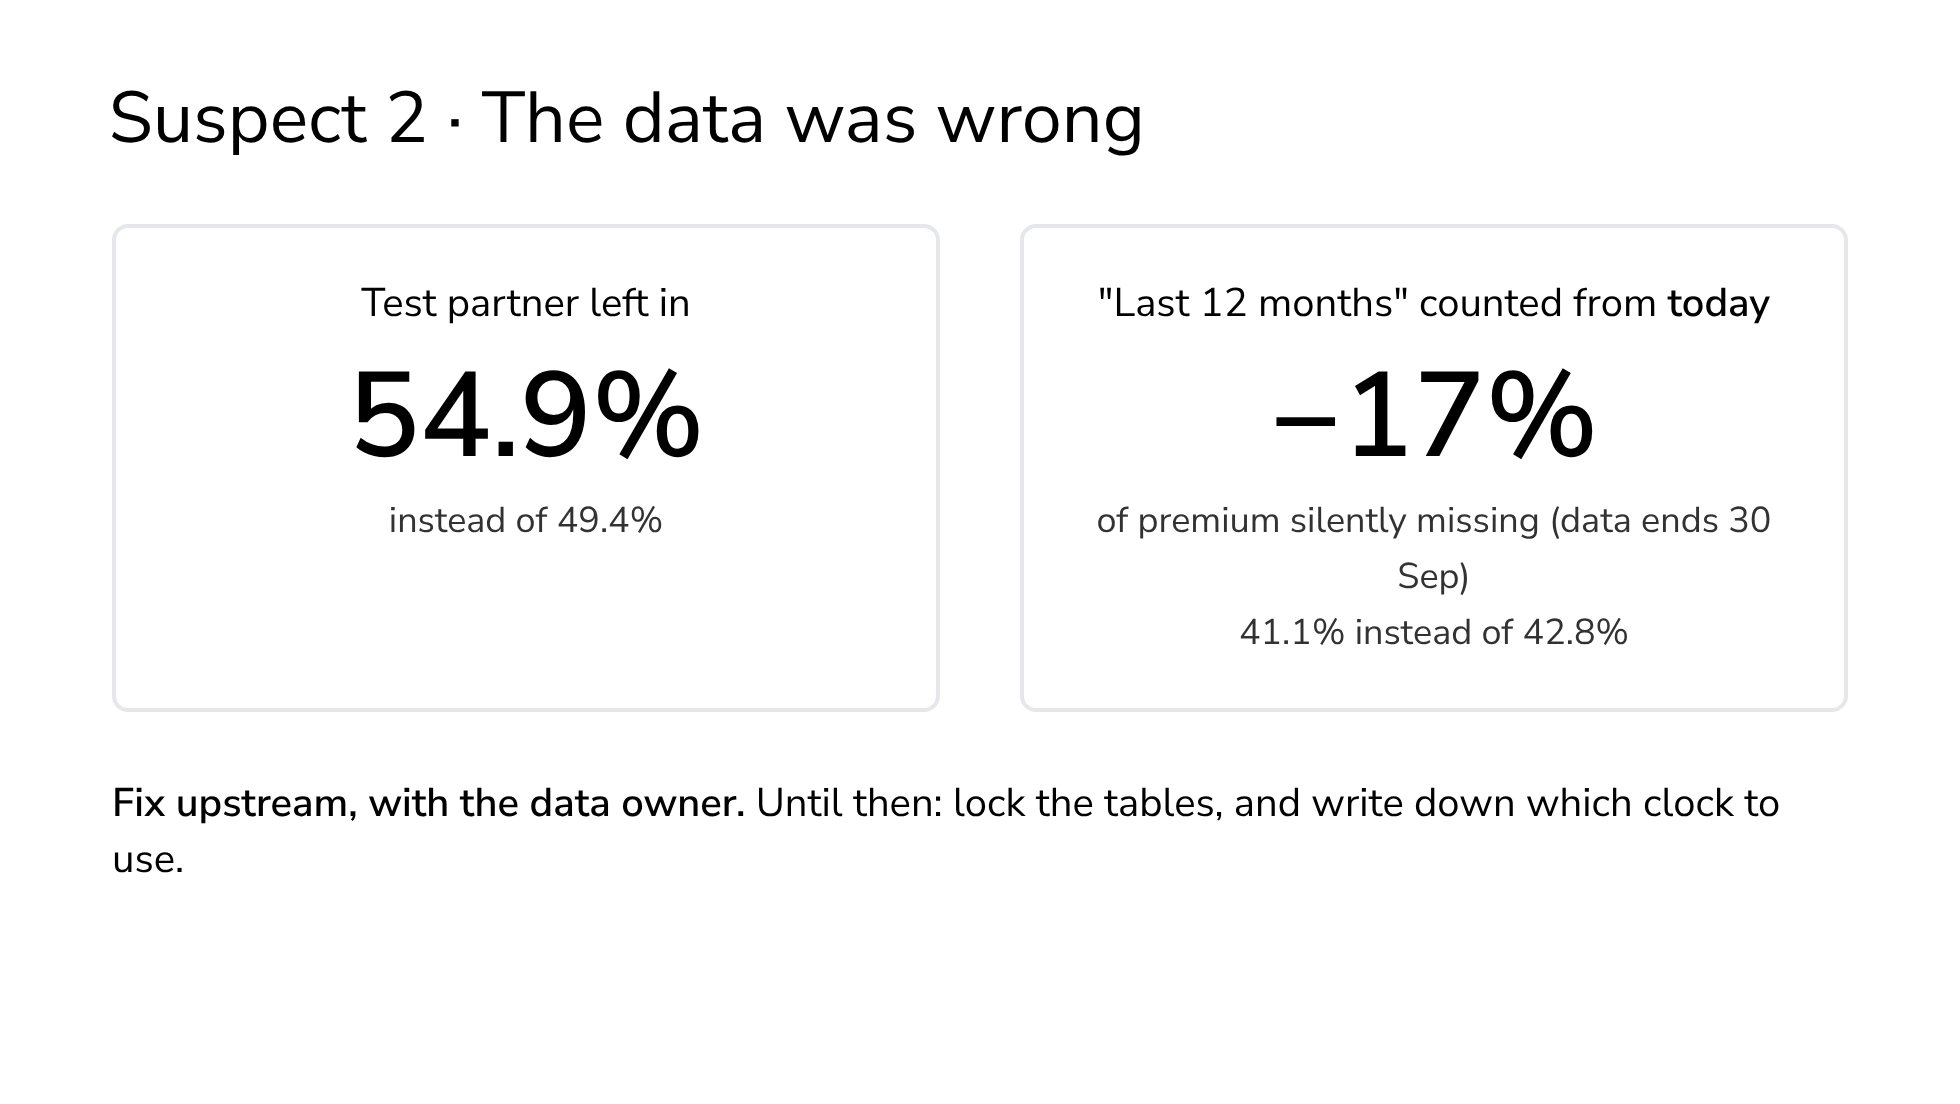 Suspect 2 · The data was wrong
Test partner left in
54.9%
instead of 49.4%
"Last 12 months" counted from today
–17%
of premium silently missing (data ends 30
Sep)
41.1% instead of 42.8%
Fix upstream, with the data owner. Until then: lock the tables, and write down which clock to
use.